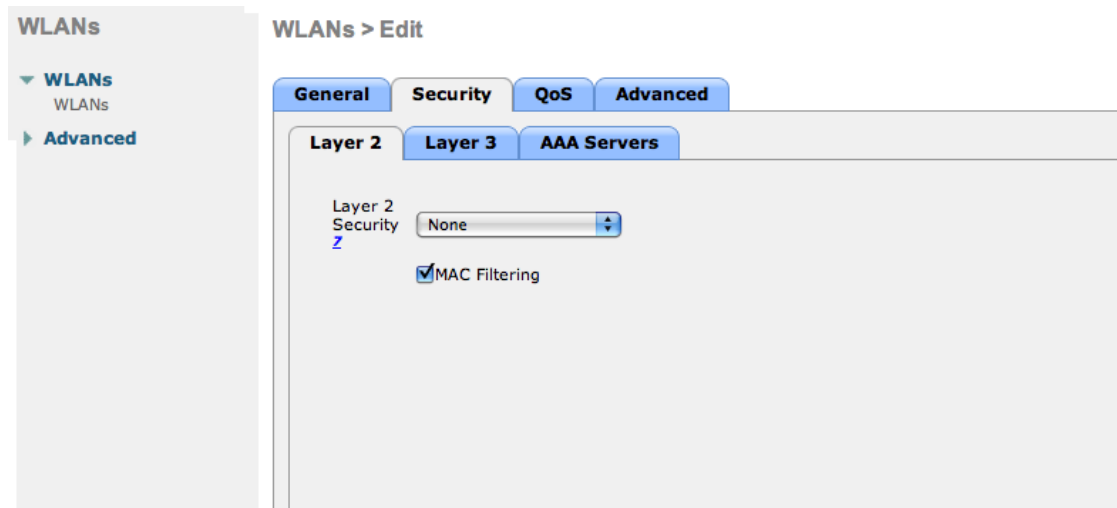 WLANs
WLANs
WLANs
Advanced
WLANs > Edit
General Security QoS Advanced
Layer 2 Layer 3 AAA Servers
Layer 2
Security None
7
MAC Filtering